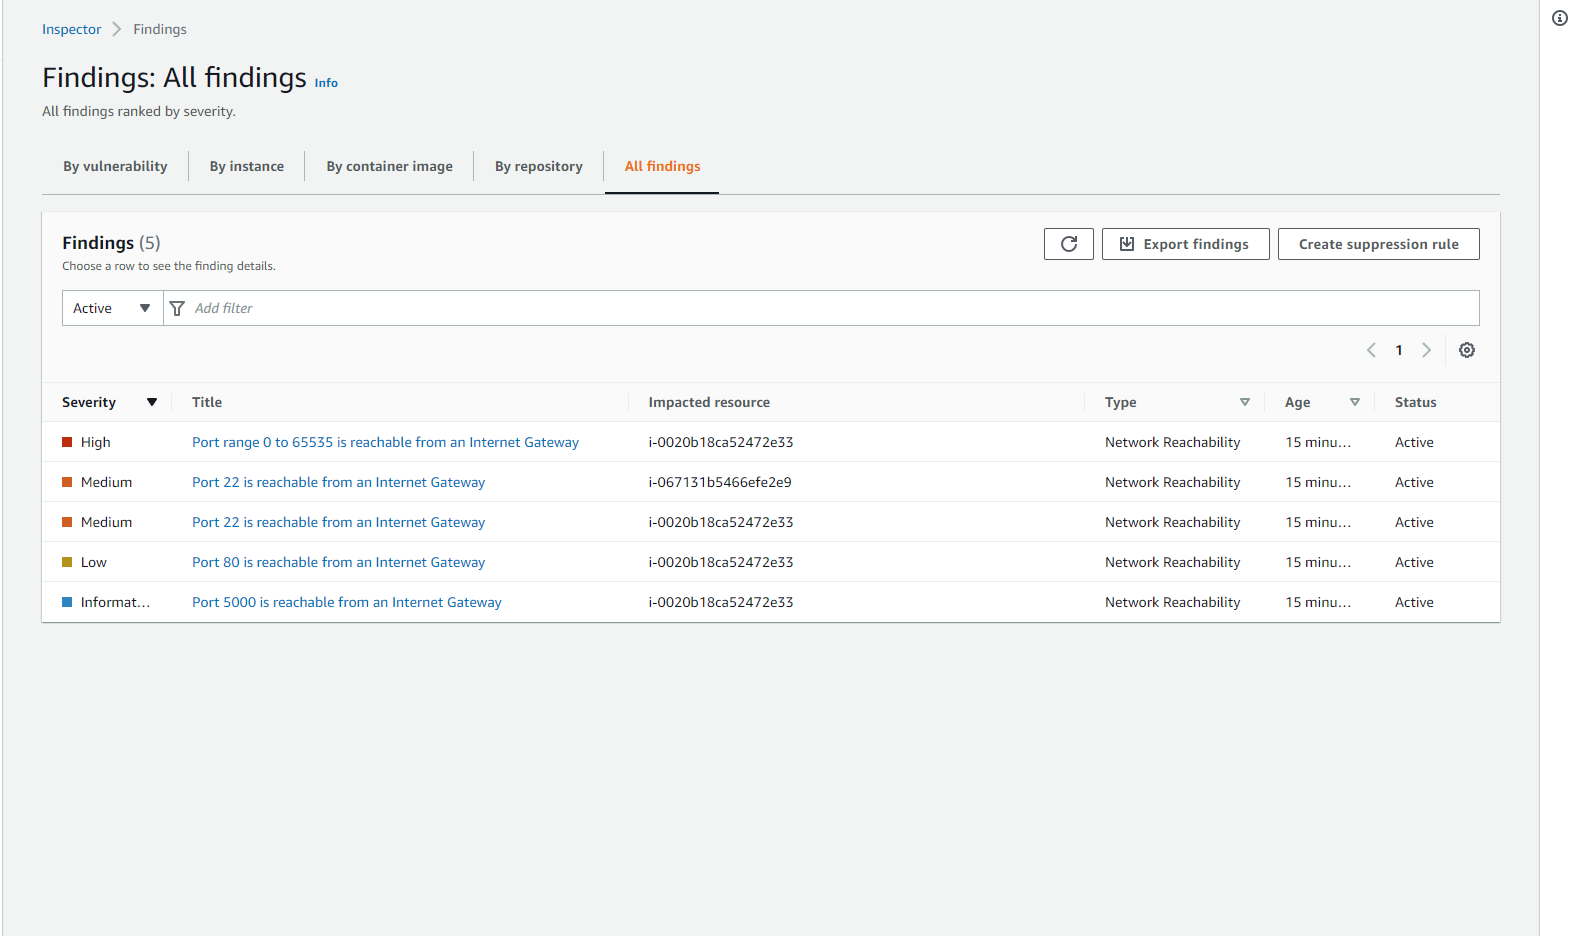 Inspector > Findings
Findings: All findings Info
All findings ranked by severity.
By vulnerability By instance By container image By repository All findings
Findings (5) Export findings Create suppression rule
Choose a row to see the finding details.
Active Add filter
1
Severity Title Impacted resource Type Age Status
High Port range 0 to 65535 is reachable from an Internet Gateway i-0020b18ca52472e33 Network Reachability 15 minu... Active
Medium Port 22 is reachable from an Internet Gateway i-067131b5466efe2e9 Network Reachability 15 minu... Active
Medium Port 22 is reachable from an Internet Gateway i-0020b18ca52472e33 Network Reachability 15 minu... Active
Low Port 80 is reachable from an Internet Gateway i-0020b18ca52472e33 Network Reachability 15 minu... Active
Informat... Port 5000 is reachable from an Internet Gateway i-0020b18ca52472e33 Network Reachability 15 minu... Active